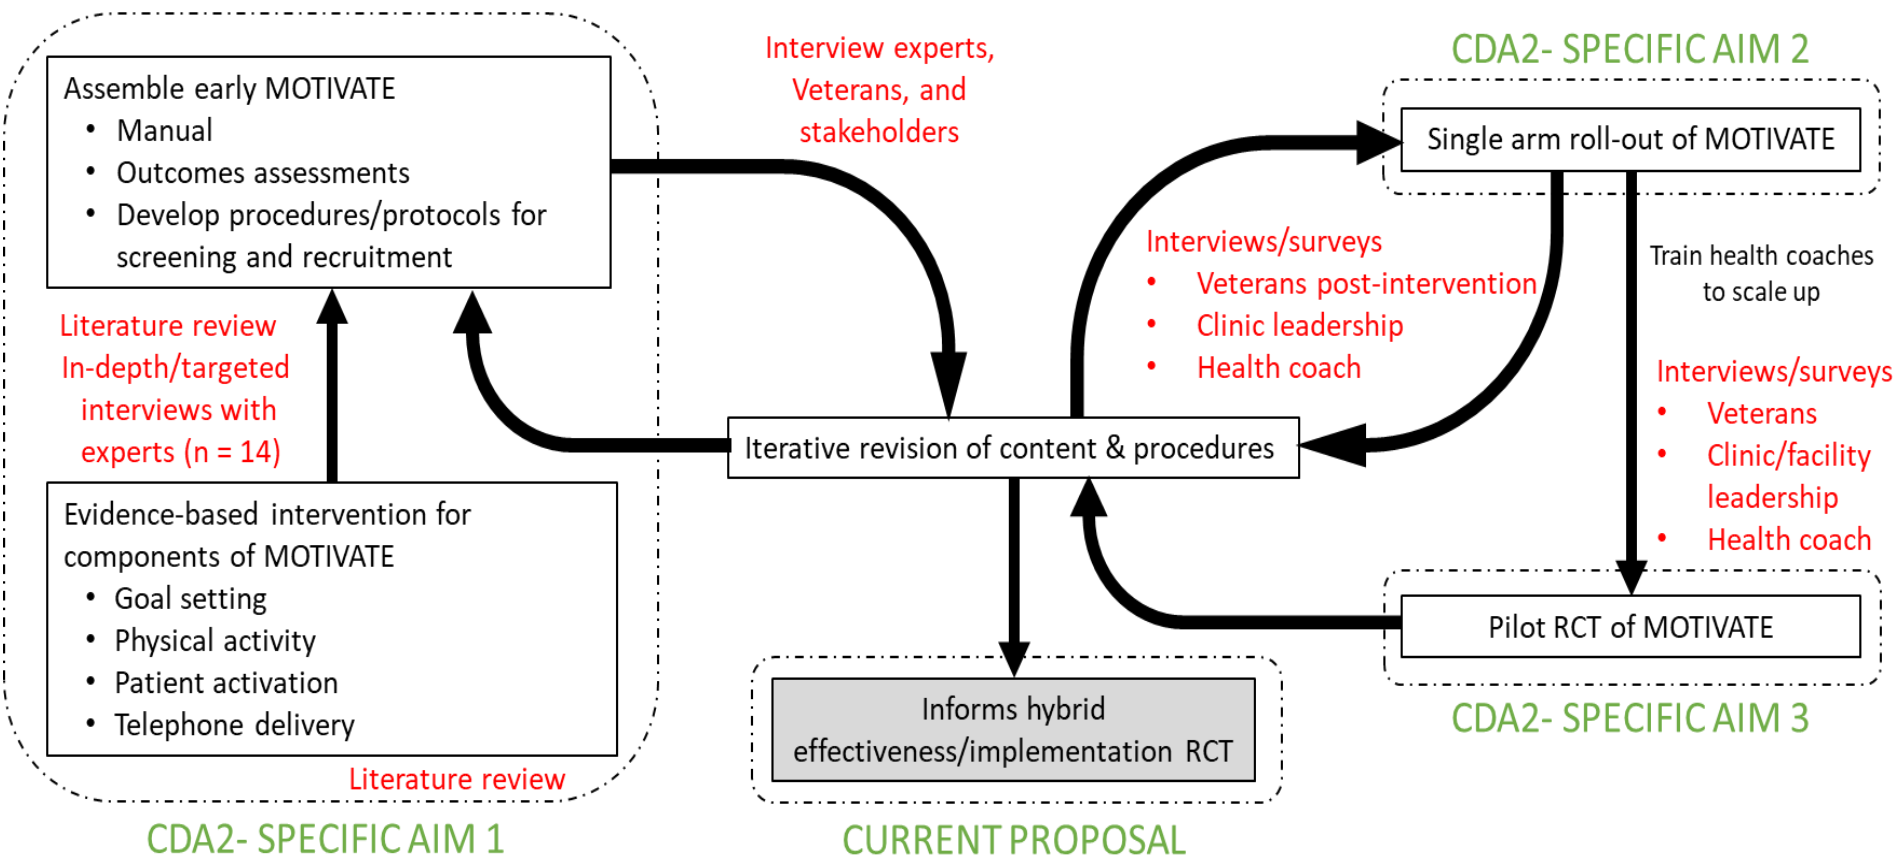 Assemble early MOTIVATE
• Manual
• Outcomes assessments
• Develop procedures/protocols for
screening and recruitment
Literature review
In-depth/targeted
interviews with
experts (n = 14)
Evidence-based intervention for
components of MOTIVATE
• Goal setting
• Physical activity
• Patient activation
• Telephone delivery
Literature review
CDA2- SPECIFIC AIM 1
Interview experts,
Veterans, and
stakeholders
Iterative revision of content & procedures
Informs hybrid
effectiveness/implementation RCT
CURRENT PROPOSAL
CDA2- SPECIFIC AIM 2
Single arm roll-out of MOTIVATE
Interviews/surveys
• Veterans post-intervention
• Clinic leadership
• Health coach
Train health coaches
to scale up
Interviews/surveys
• Veterans
• Clinic/facility
leadership
• Health coach
Pilot RCT of MOTIVATE
CDA2- SPECIFIC AIM 3